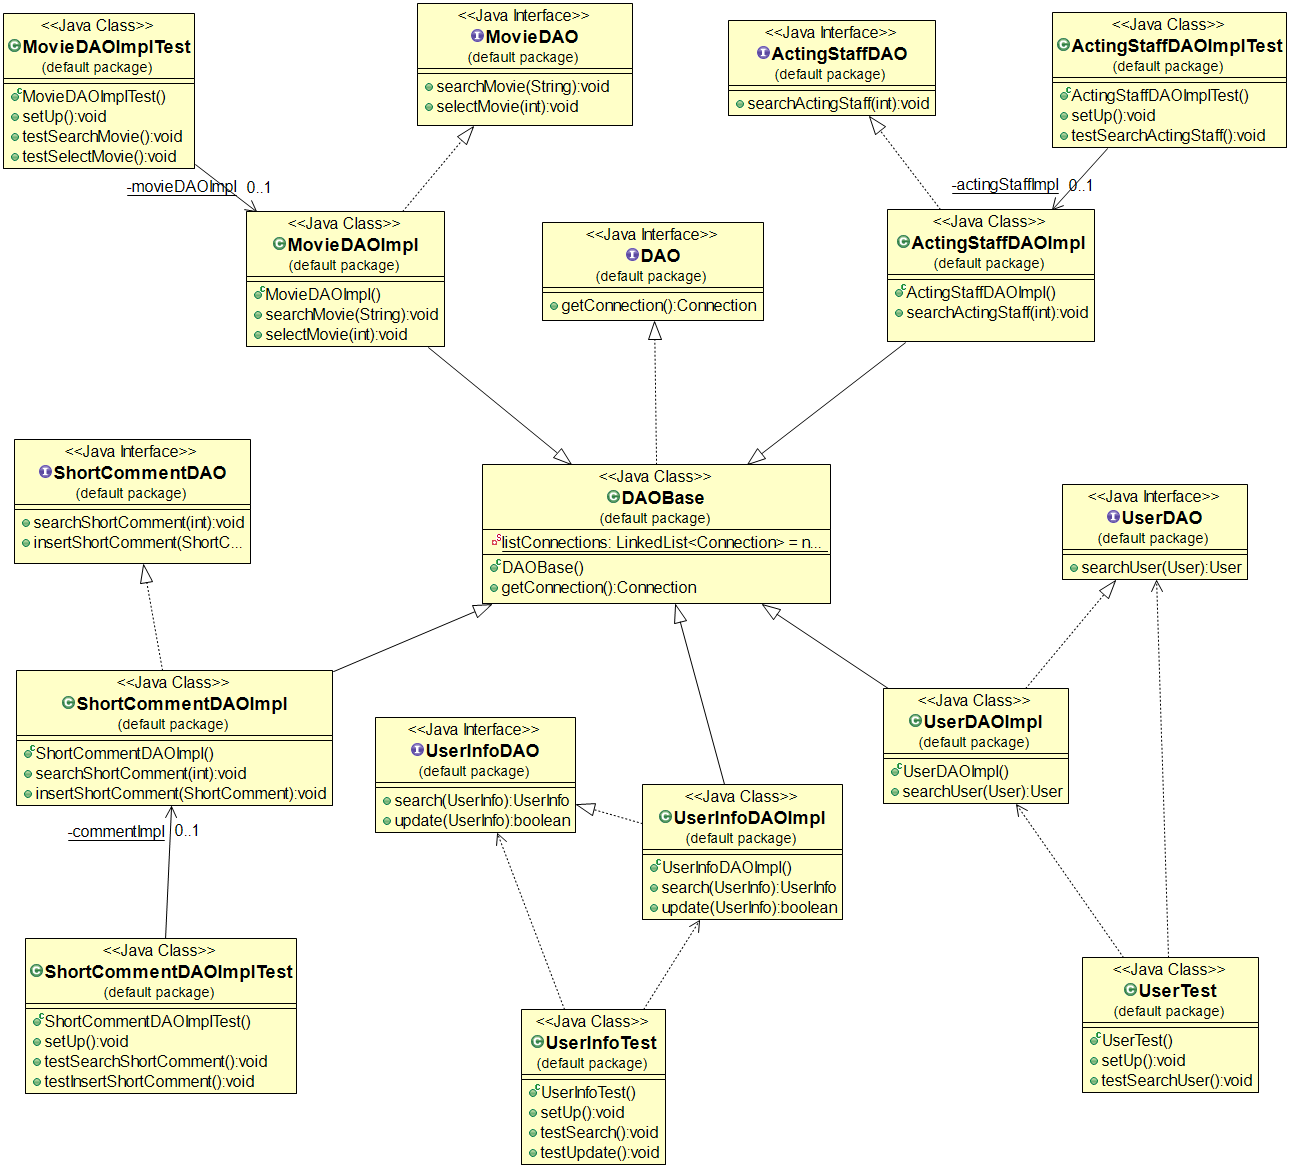 <<Java Class>>
MovieDAOImplTest
(default package)
MovieDAOImplTest()
setUp():void
testSearchMovie():void
testSelectMovie():void
<<Java Interface>>
MovieDAO
(default package)
searchMovie(String):void
selectMovie(int):void
<<Java Interface>>
ActingStaffDAO
(default package)
searchActingStaff(int):void
<<Java Class>>
ActingStaffDAOImplTest
(default package)
ActingStaffDAOImplTest()
setUp():void
testSearchActingStaff():void
-movieDAOImpl 0..1
-actingStaffImpl 0..1
<<Java Class>>
MovieDAOImpl
(default package)
MovieDAOImpl()
searchMovie(String):void
selectMovie(int):void
<<Java Interface>>
DAO
(default package)
getConnection():Connection
<<Java Class>>
ActingStaffDAOImpl
(default package)
ActingStaffDAOImpl()
searchActingStaff(int):void
<<Java Interface>>
ShortCommentDAO
(default package)
searchShortComment(int):void
insertShortComment(ShortC...
<<Java Class>>
DAOBase
(default package)
listConnections: LinkedList<Connection> = n...
DAOBase()
getConnection():Connection
<<Java Interface>>
UserDAO
(default package)
searchUser(User):User
<<Java Class>>
ShortCommentDAOImpl
(default package)
ShortCommentDAOImpl()
searchShortComment(int):void
insertShortComment(ShortComment):void
<<Java Interface>>
UserInfoDAO
(default package)
search(UserInfo):UserInfo
update(UserInfo):boolean
<<Java Class>>
UserInfoDAOImpl
(default package)
UserInfoDAOImpl()
search(UserInfo):UserInfo
update(UserInfo):boolean
<<Java Class>>
UserDAOImpl
(default package)
UserDAOImpl()
searchUser(User):User
-commentImpl 0..1
<<Java Class>>
ShortCommentDAOImplTest
(default package)
ShortCommentDAOImplTest()
setUp():void
testSearchShortComment():void
testInsertShortComment():void
<<Java Class>>
UserInfoTest
(default package)
UserInfoTest()
setUp():void
testSearch():void
testUpdate():void
<<Java Class>>
UserTest
(default package)
UserTest()
setUp():void
testSearchUser():void